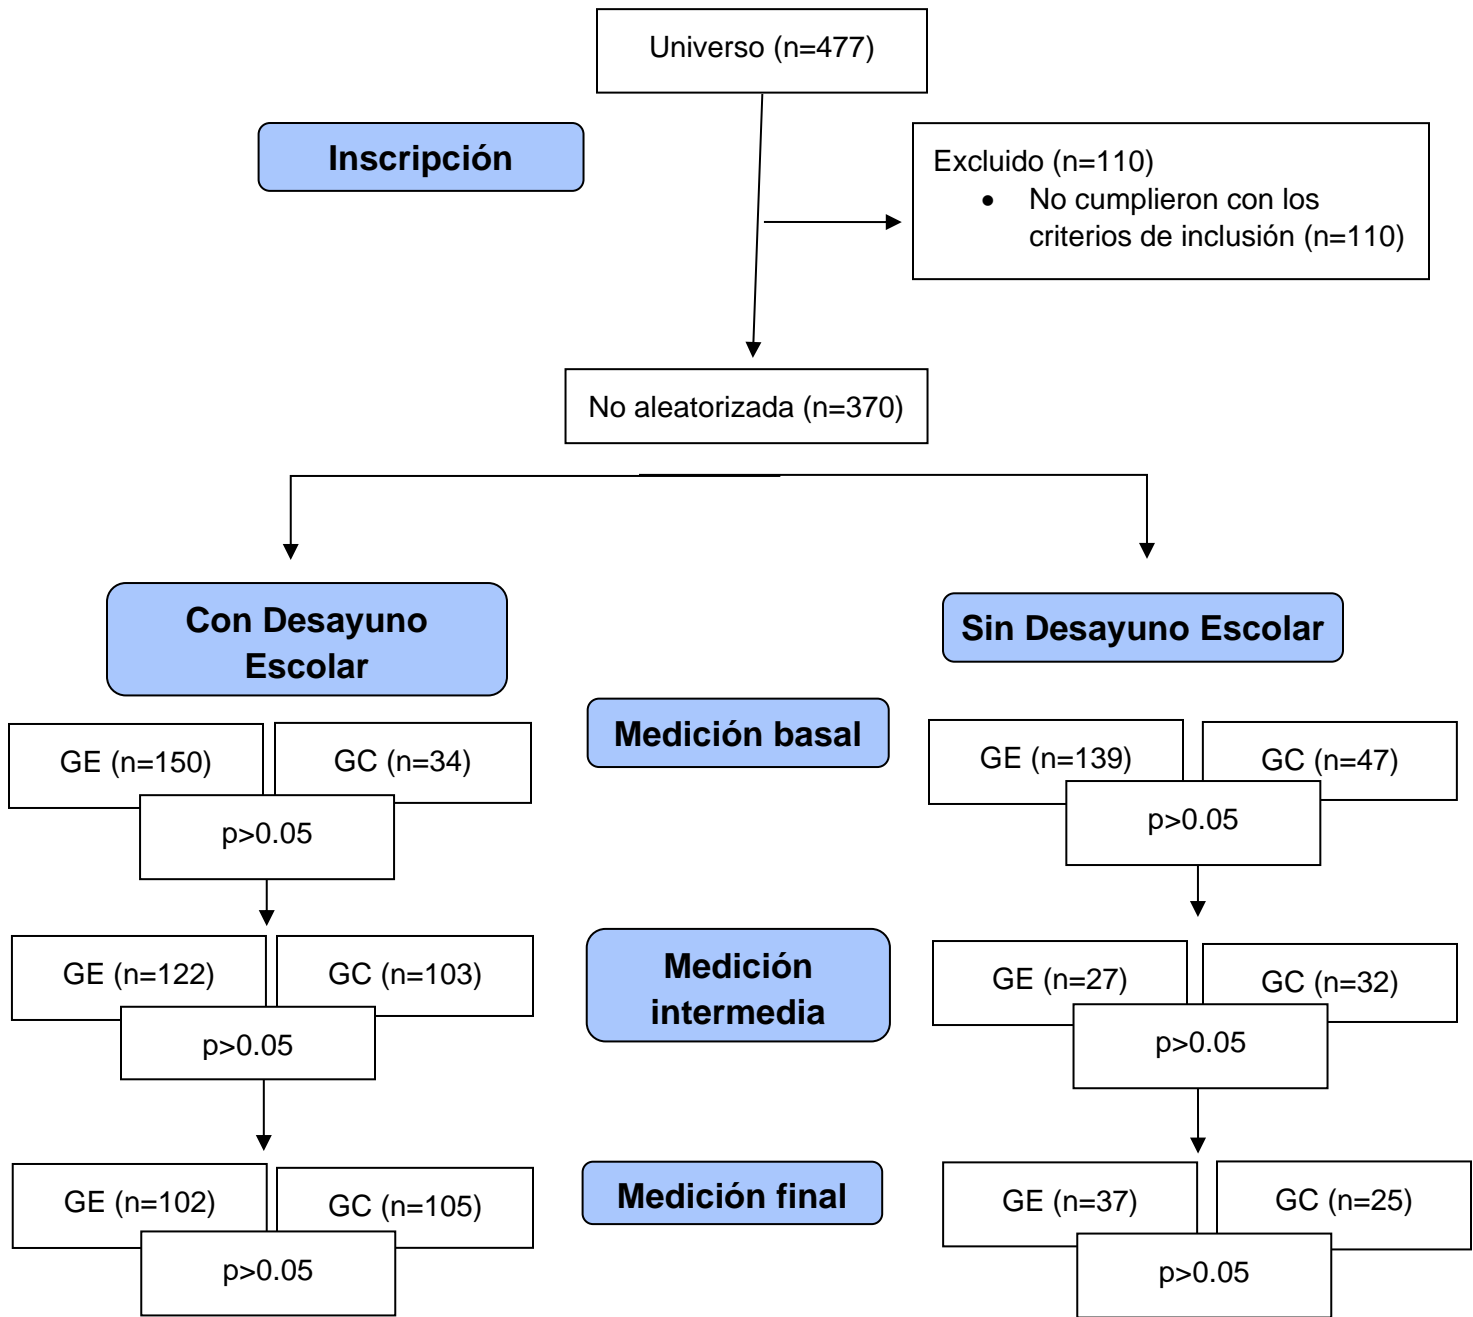 Universo (n=477)
Inscripción
Excluido (n=110)
• No cumplieron con los
criterios de inclusión (n=110)
No aleatorizada (n=370)
Con Desayuno
Escolar
Sin Desayuno Escolar
Medición basal
GE (n=150)
GC (n=34)
p>0.05
GE (n=139)
GC (n=47)
p>0.05
Medición
intermedia
GE (n=122)
GC (n=103)
p>0.05
GE (n=27)
GC (n=32)
p>0.05
Medición final
GE (n=102)
GC (n=105)
p>0.05
GE (n=37)
GC (n=25)
p>0.05